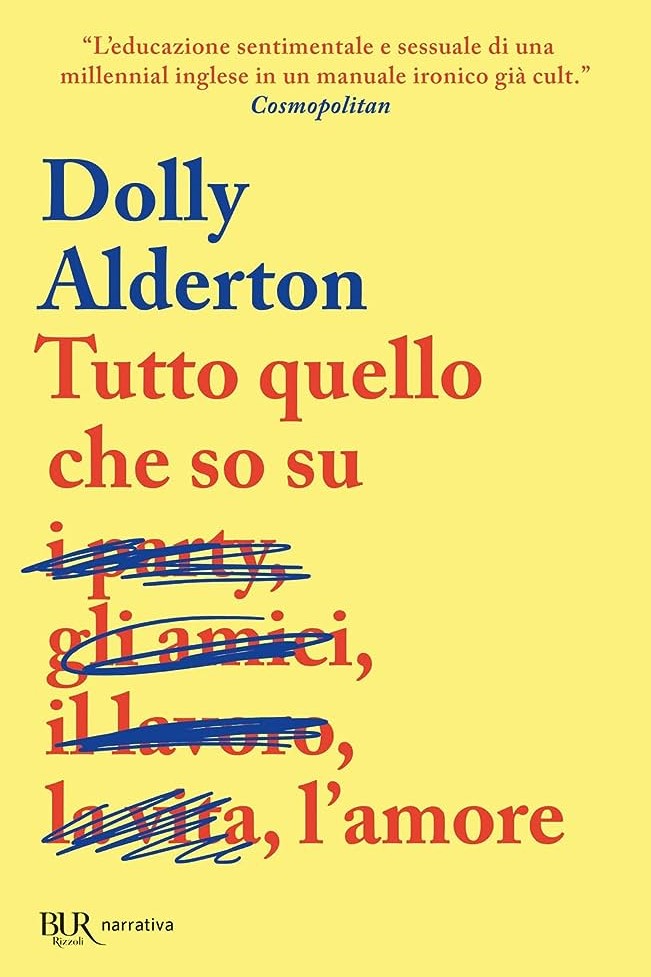 “L’educazione sentimentale e sessuale di una
millennial inglese in un manuale ironico già cult.”
Cosmopolitan
Dolly
Alderton
Tutto quello
che so su
i party,
gli amici,
il lavoro,
la vita, l’amore
BUR narrativa
Rizzoli